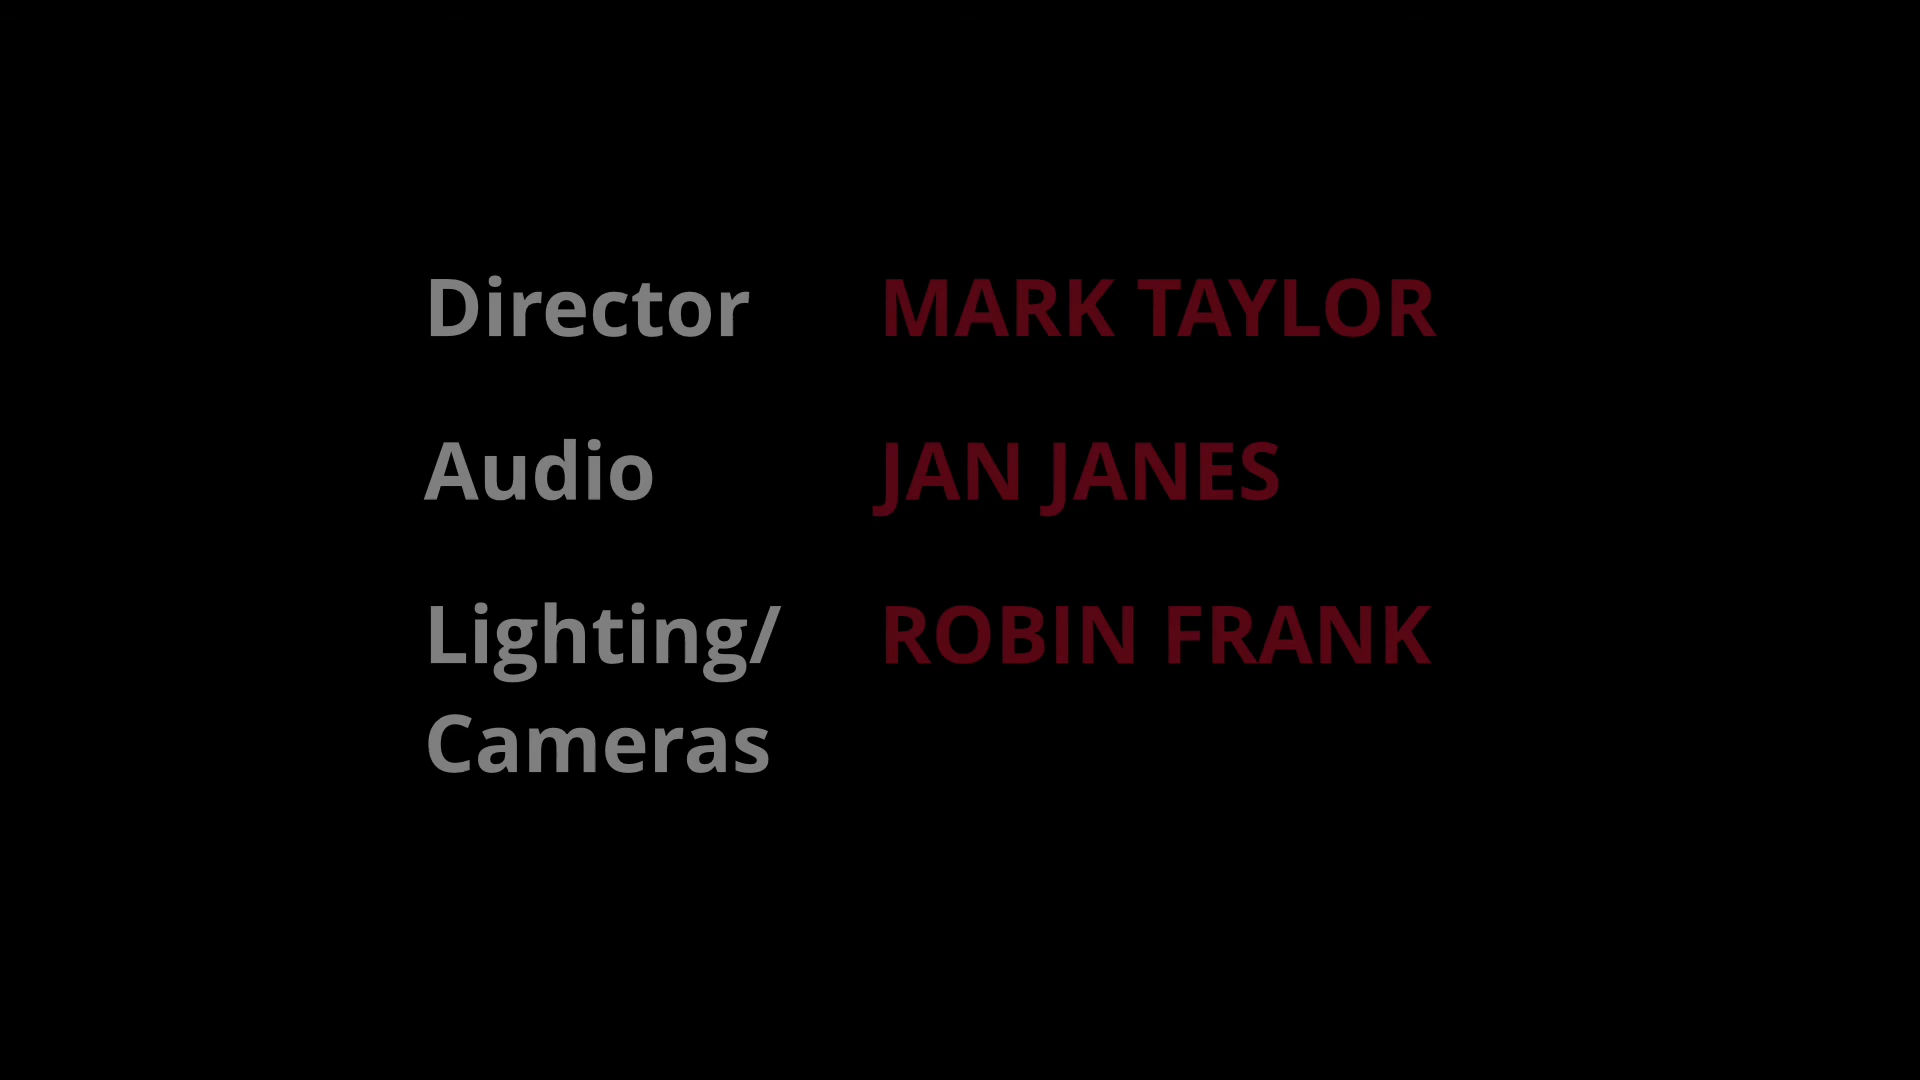 Director MARK TAYLOR
Audio JAN JANES
Lighting/ ROBIN FRANK
Cameras